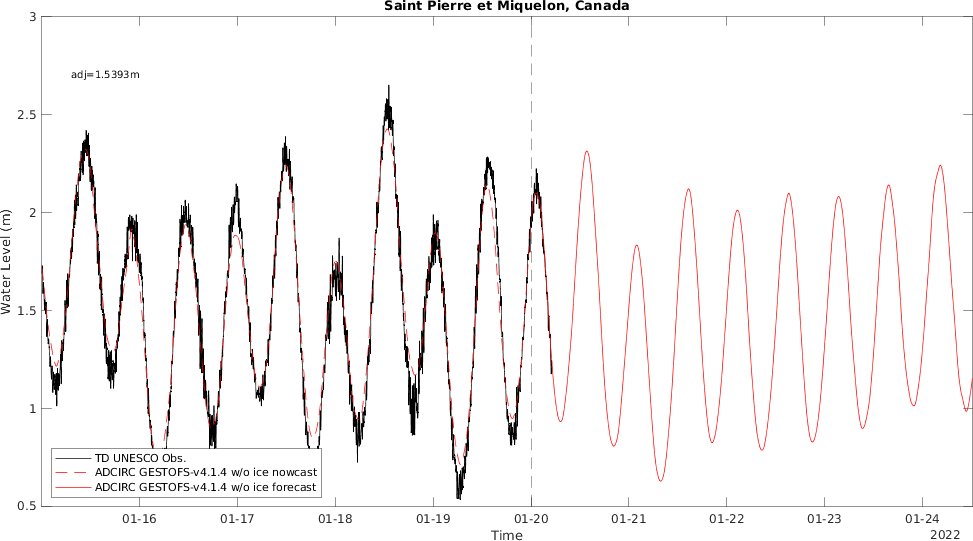 Saint Pierre et Miquelon, Canada
3
adj=1.5393m
2.5
2
Water Level (m)
1.5
1
TD UNESCO Obs.
ADCIRC GESTOFS-v4.1.4 w/o ice nowcast
ADCIRC GESTOFS-v4.1.4 w/o ice forecast
0.5
01-16 01-17 01-18 01-19 01-20 01-21 01-22 01-23 01-24
Time
2022